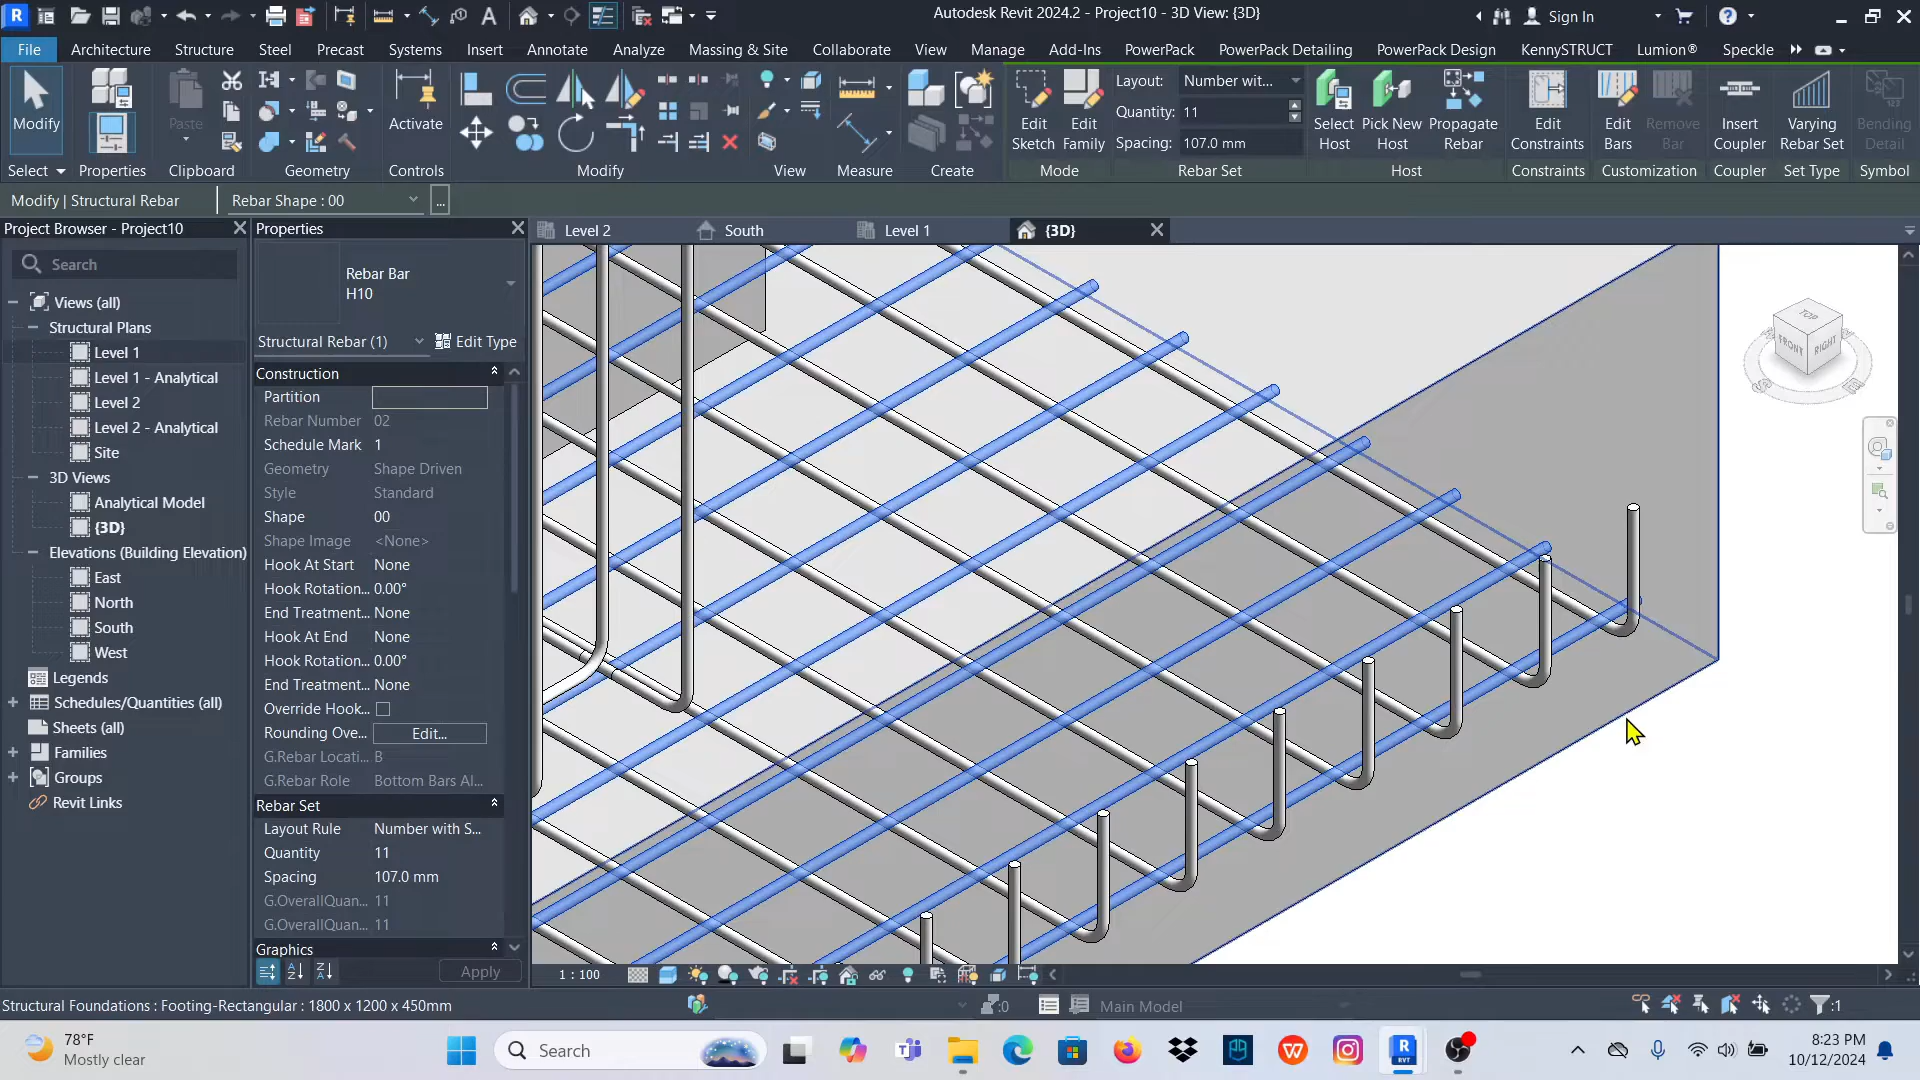 Autodesk Revit 2024.2 - Project10 - 3D View: {3D}
Sign In
File Architecture Structure Steel Precast Systems Insert Annotate Analyze Massing & Site Collaborate View Manage Add-Ins PowerPack PowerPack Detailing PowerPack Design KennySTRUCT Lumion® Speckle
Modify
Paste
Activate
Edit Sketch
Edit Family
Layout: Number wit...
Quantity: 11
Spacing: 107.0 mm
Select Host
Pick New Host
Propagate Rebar
Edit Constraints
Edit Bars
Remove Bar
Insert Coupler
Varying Rebar Set
Bending Detail
Select Properties Clipboard Geometry Controls Modify View Measure Create Mode Rebar Set Host Constraints Customization Coupler Set Type Symbol
Modify | Structural Rebar
Rebar Shape : 00
...
Project Browser - Project10
Search
Views (all)
Structural Plans
Level 1
Level 1 - Analytical
Level 2
Level 2 - Analytical
Site
3D Views
Analytical Model
{3D}
Elevations (Building Elevation)
East
North
South
West
Legends
Schedules/Quantities (all)
Sheets (all)
Families
Groups
Revit Links
Properties
Rebar Bar
H10
Structural Rebar (1)
Edit Type
Construction
Partition
Rebar Number 02
Schedule Mark 1
Geometry Shape Driven
Style Standard
Shape 00
Shape Image <None>
Hook At Start None
Hook Rotation... 0.00°
End Treatment... None
Hook At End None
Hook Rotation... 0.00°
End Treatment... None
Override Hook...
Rounding Ove... Edit...
G.Rebar Locati... B
G.Rebar Role Bottom Bars Al...
Rebar Set
Layout Rule Number with S...
Quantity 11
Spacing 107.0 mm
G.OverallQuan... 11
G.OverallQuan... 11
Graphics
Apply
Level 2 South Level 1 {3D}
TOP
FRONT
RIGHT
S
E
1 : 100
Structural Foundations : Footing-Rectangular : 1800 x 1200 x 450mm
:0
Main Model
:1
78°F
Mostly clear
Search
8:23 PM
10/12/2024